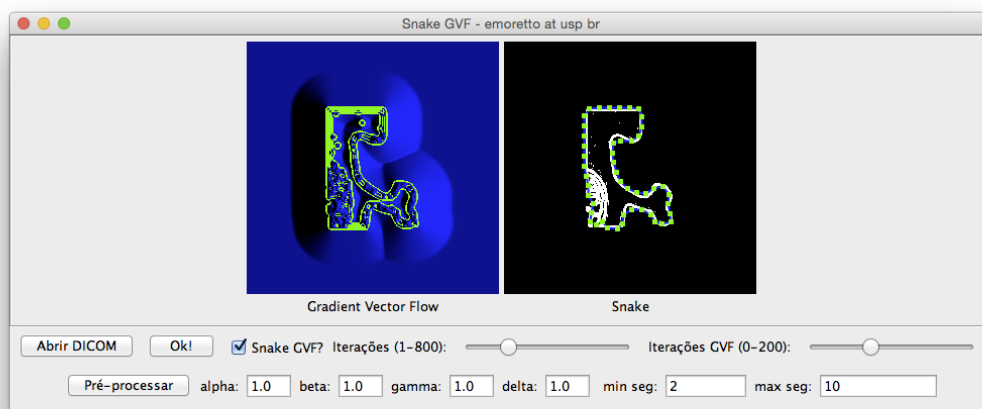 Snake GVF - emoretto at usp br
Gradient Vector Flow Snake
Abrir DICOM Ok! Snake GVF? Iterações (1-800): Iterações GVF (0-200):
Pré-processar alpha: 1.0 beta: 1.0 gamma: 1.0 delta: 1.0 min seg: 2 max seg: 10